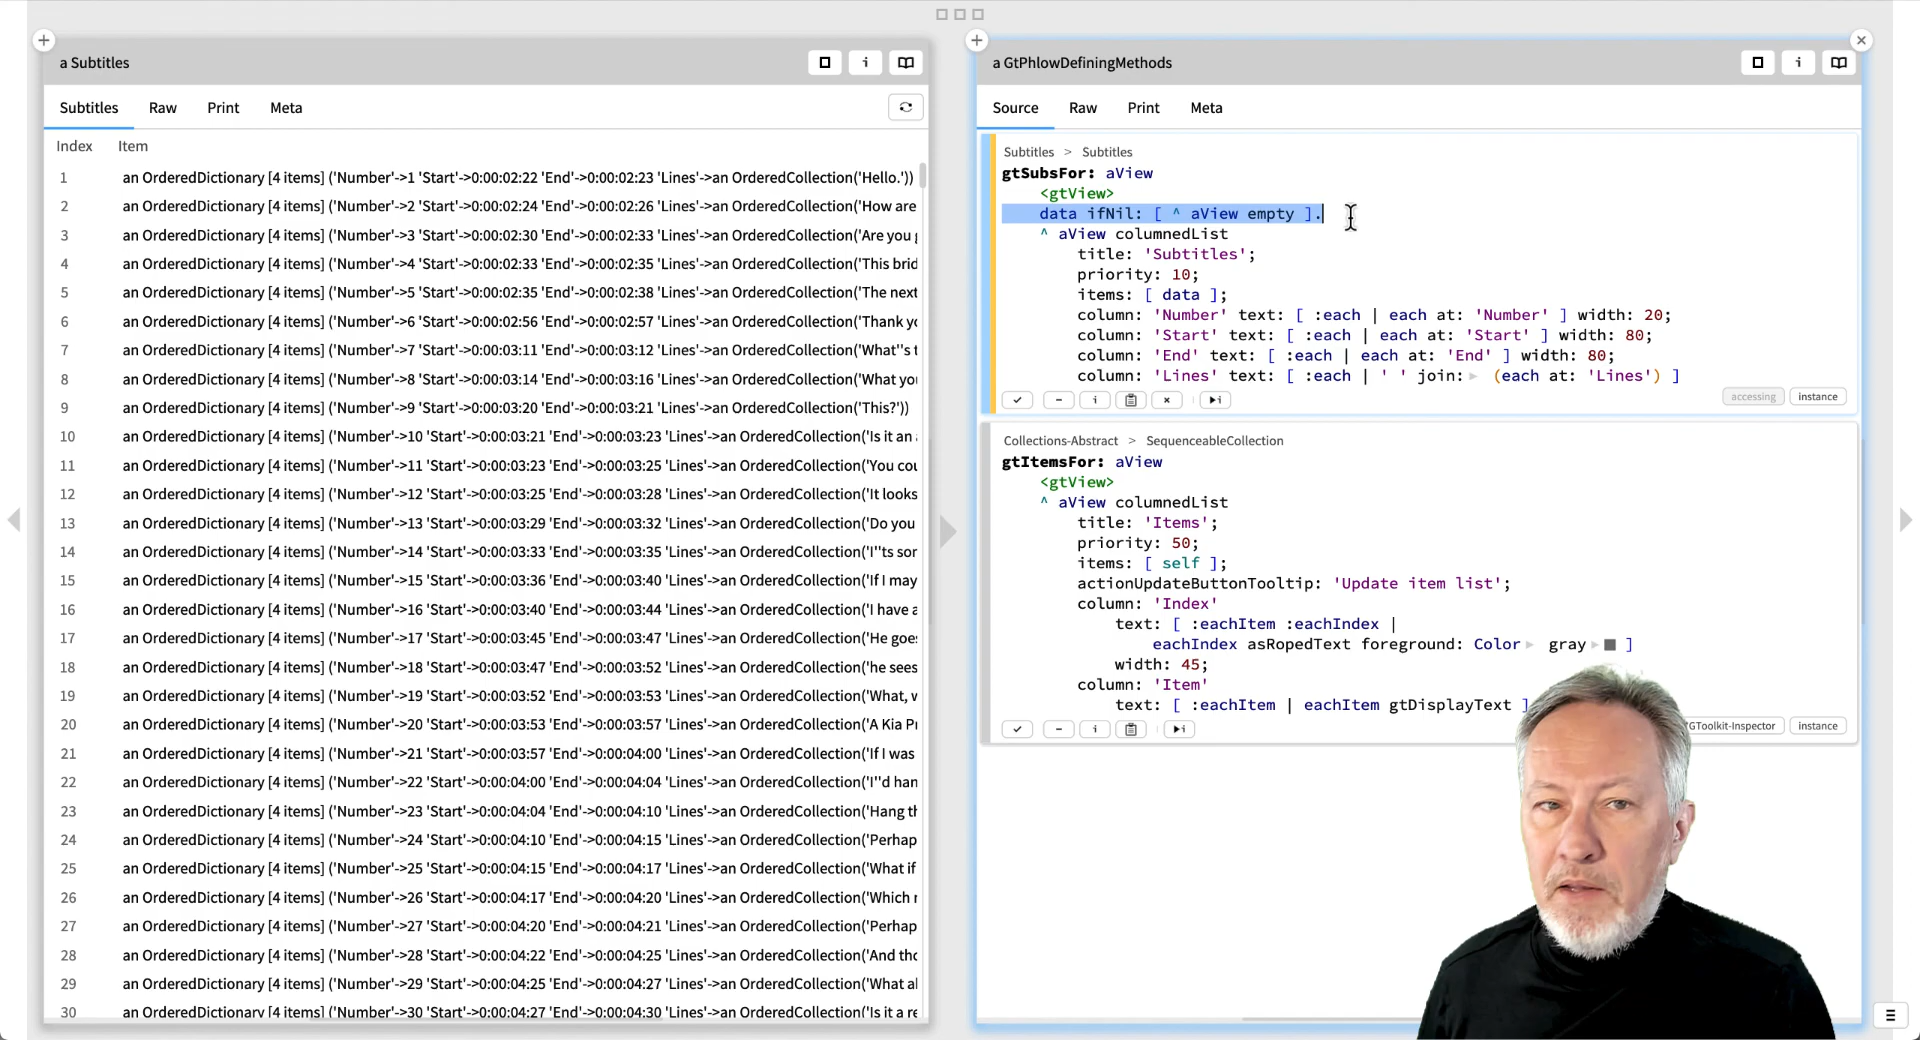 a Subtitles
i
Subtitles Raw Print Meta
Index Item
1 an OrderedDictionary [4 items] ('Number'->1 'Start'->0:00:02:22 'End'->0:00:02:23 'Lines'->an OrderedCollection('Hello.'))
2 an OrderedDictionary [4 items] ('Number'->2 'Start'->0:00:02:24 'End'->0:00:02:26 'Lines'->an OrderedCollection('How are
3 an OrderedDictionary [4 items] ('Number'->3 'Start'->0:00:02:30 'End'->0:00:02:33 'Lines'->an OrderedCollection('Are you
4 an OrderedDictionary [4 items] ('Number'->4 'Start'->0:00:02:33 'End'->0:00:02:35 'Lines'->an OrderedCollection('This brid
5 an OrderedDictionary [4 items] ('Number'->5 'Start'->0:00:02:35 'End'->0:00:02:38 'Lines'->an OrderedCollection('The next
6 an OrderedDictionary [4 items] ('Number'->6 'Start'->0:00:02:56 'End'->0:00:02:57 'Lines'->an OrderedCollection('Thank yo
7 an OrderedDictionary [4 items] ('Number'->7 'Start'->0:00:03:11 'End'->0:00:03:12 'Lines'->an OrderedCollection('What''s t
8 an OrderedDictionary [4 items] ('Number'->8 'Start'->0:00:03:14 'End'->0:00:03:16 'Lines'->an OrderedCollection('What you
9 an OrderedDictionary [4 items] ('Number'->9 'Start'->0:00:03:20 'End'->0:00:03:21 'Lines'->an OrderedCollection('This?'))
10 an OrderedDictionary [4 items] ('Number'->10 'Start'->0:00:03:21 'End'->0:00:03:23 'Lines'->an OrderedCollection('Is it an
11 an OrderedDictionary [4 items] ('Number'->11 'Start'->0:00:03:23 'End'->0:00:03:25 'Lines'->an OrderedCollection('You cou
12 an OrderedDictionary [4 items] ('Number'->12 'Start'->0:00:03:25 'End'->0:00:03:28 'Lines'->an OrderedCollection('It looks
13 an OrderedDictionary [4 items] ('Number'->13 'Start'->0:00:03:29 'End'->0:00:03:32 'Lines'->an OrderedCollection('Do you
14 an OrderedDictionary [4 items] ('Number'->14 'Start'->0:00:03:33 'End'->0:00:03:35 'Lines'->an OrderedCollection('I''ts sor
15 an OrderedDictionary [4 items] ('Number'->15 'Start'->0:00:03:36 'End'->0:00:03:40 'Lines'->an OrderedCollection('If I may
16 an OrderedDictionary [4 items] ('Number'->16 'Start'->0:00:03:40 'End'->0:00:03:44 'Lines'->an OrderedCollection('I have a
17 an OrderedDictionary [4 items] ('Number'->17 'Start'->0:00:03:45 'End'->0:00:03:47 'Lines'->an OrderedCollection('He goe
18 an OrderedDictionary [4 items] ('Number'->18 'Start'->0:00:03:47 'End'->0:00:03:52 'Lines'->an OrderedCollection('he sees
19 an OrderedDictionary [4 items] ('Number'->19 'Start'->0:00:03:52 'End'->0:00:03:53 'Lines'->an OrderedCollection('What, w
20 an OrderedDictionary [4 items] ('Number'->20 'Start'->0:00:03:53 'End'->0:00:03:57 'Lines'->an OrderedCollection('A Kia Pi
21 an OrderedDictionary [4 items] ('Number'->21 'Start'->0:00:03:57 'End'->0:00:04:00 'Lines'->an OrderedCollection('If I was
22 an OrderedDictionary [4 items] ('Number'->22 'Start'->0:00:04:00 'End'->0:00:04:04 'Lines'->an OrderedCollection('I''d han
23 an OrderedDictionary [4 items] ('Number'->23 'Start'->0:00:04:04 'End'->0:00:04:10 'Lines'->an OrderedCollection('Hang th
24 an OrderedDictionary [4 items] ('Number'->24 'Start'->0:00:04:10 'End'->0:00:04:15 'Lines'->an OrderedCollection('Perhap
25 an OrderedDictionary [4 items] ('Number'->25 'Start'->0:00:04:15 'End'->0:00:04:17 'Lines'->an OrderedCollection('What if
26 an OrderedDictionary [4 items] ('Number'->26 'Start'->0:00:04:17 'End'->0:00:04:20 'Lines'->an OrderedCollection('Which
27 an OrderedDictionary [4 items] ('Number'->27 'Start'->0:00:04:20 'End'->0:00:04:21 'Lines'->an OrderedCollection('Perhap
28 an OrderedDictionary [4 items] ('Number'->28 'Start'->0:00:04:22 'End'->0:00:04:25 'Lines'->an OrderedCollection('And tho
29 an OrderedDictionary [4 items] ('Number'->29 'Start'->0:00:04:25 'End'->0:00:04:27 'Lines'->an OrderedCollection('What al
30 an OrderedDictionary [4 items] ('Number'->30 'Start'->0:00:04:27 'End'->0:00:04:30 'Lines'->an OrderedCollection('Is it a re
a GtPhlowDefiningMethods
i
Source Raw Print Meta
Subtitles > Subtitles
gtSubsFor: aView
<gtView>
data ifNil: [ ^ aView empty ].
^ aView columnedList
title: 'Subtitles';
priority: 10;
items: [ data ];
column: 'Number' text: [ :each | each at: 'Number' ] width: 20;
column: 'Start' text: [ :each | each at: 'Start' ] width: 80;
column: 'End' text: [ :each | each at: 'End' ] width: 80;
column: 'Lines' text: [ :each | ' ' join: (each at: 'Lines') ]
i i accessing instance
Collections-Abstract > SequenceableCollection
gtItemsFor: aView
<gtView>
^ aView columnedList
title: 'Items';
priority: 50;
items: [ self ];
actionUpdateButtonTooltip: 'Update item list';
column: 'Index'
text: [ :eachItem :eachIndex |
eachIndex asRopedText foreground: Color gray ]
width: 45;
column: 'Item'
text: [ :eachItem | eachItem gtDisplayText ]
i i GToolkit-Inspector instance